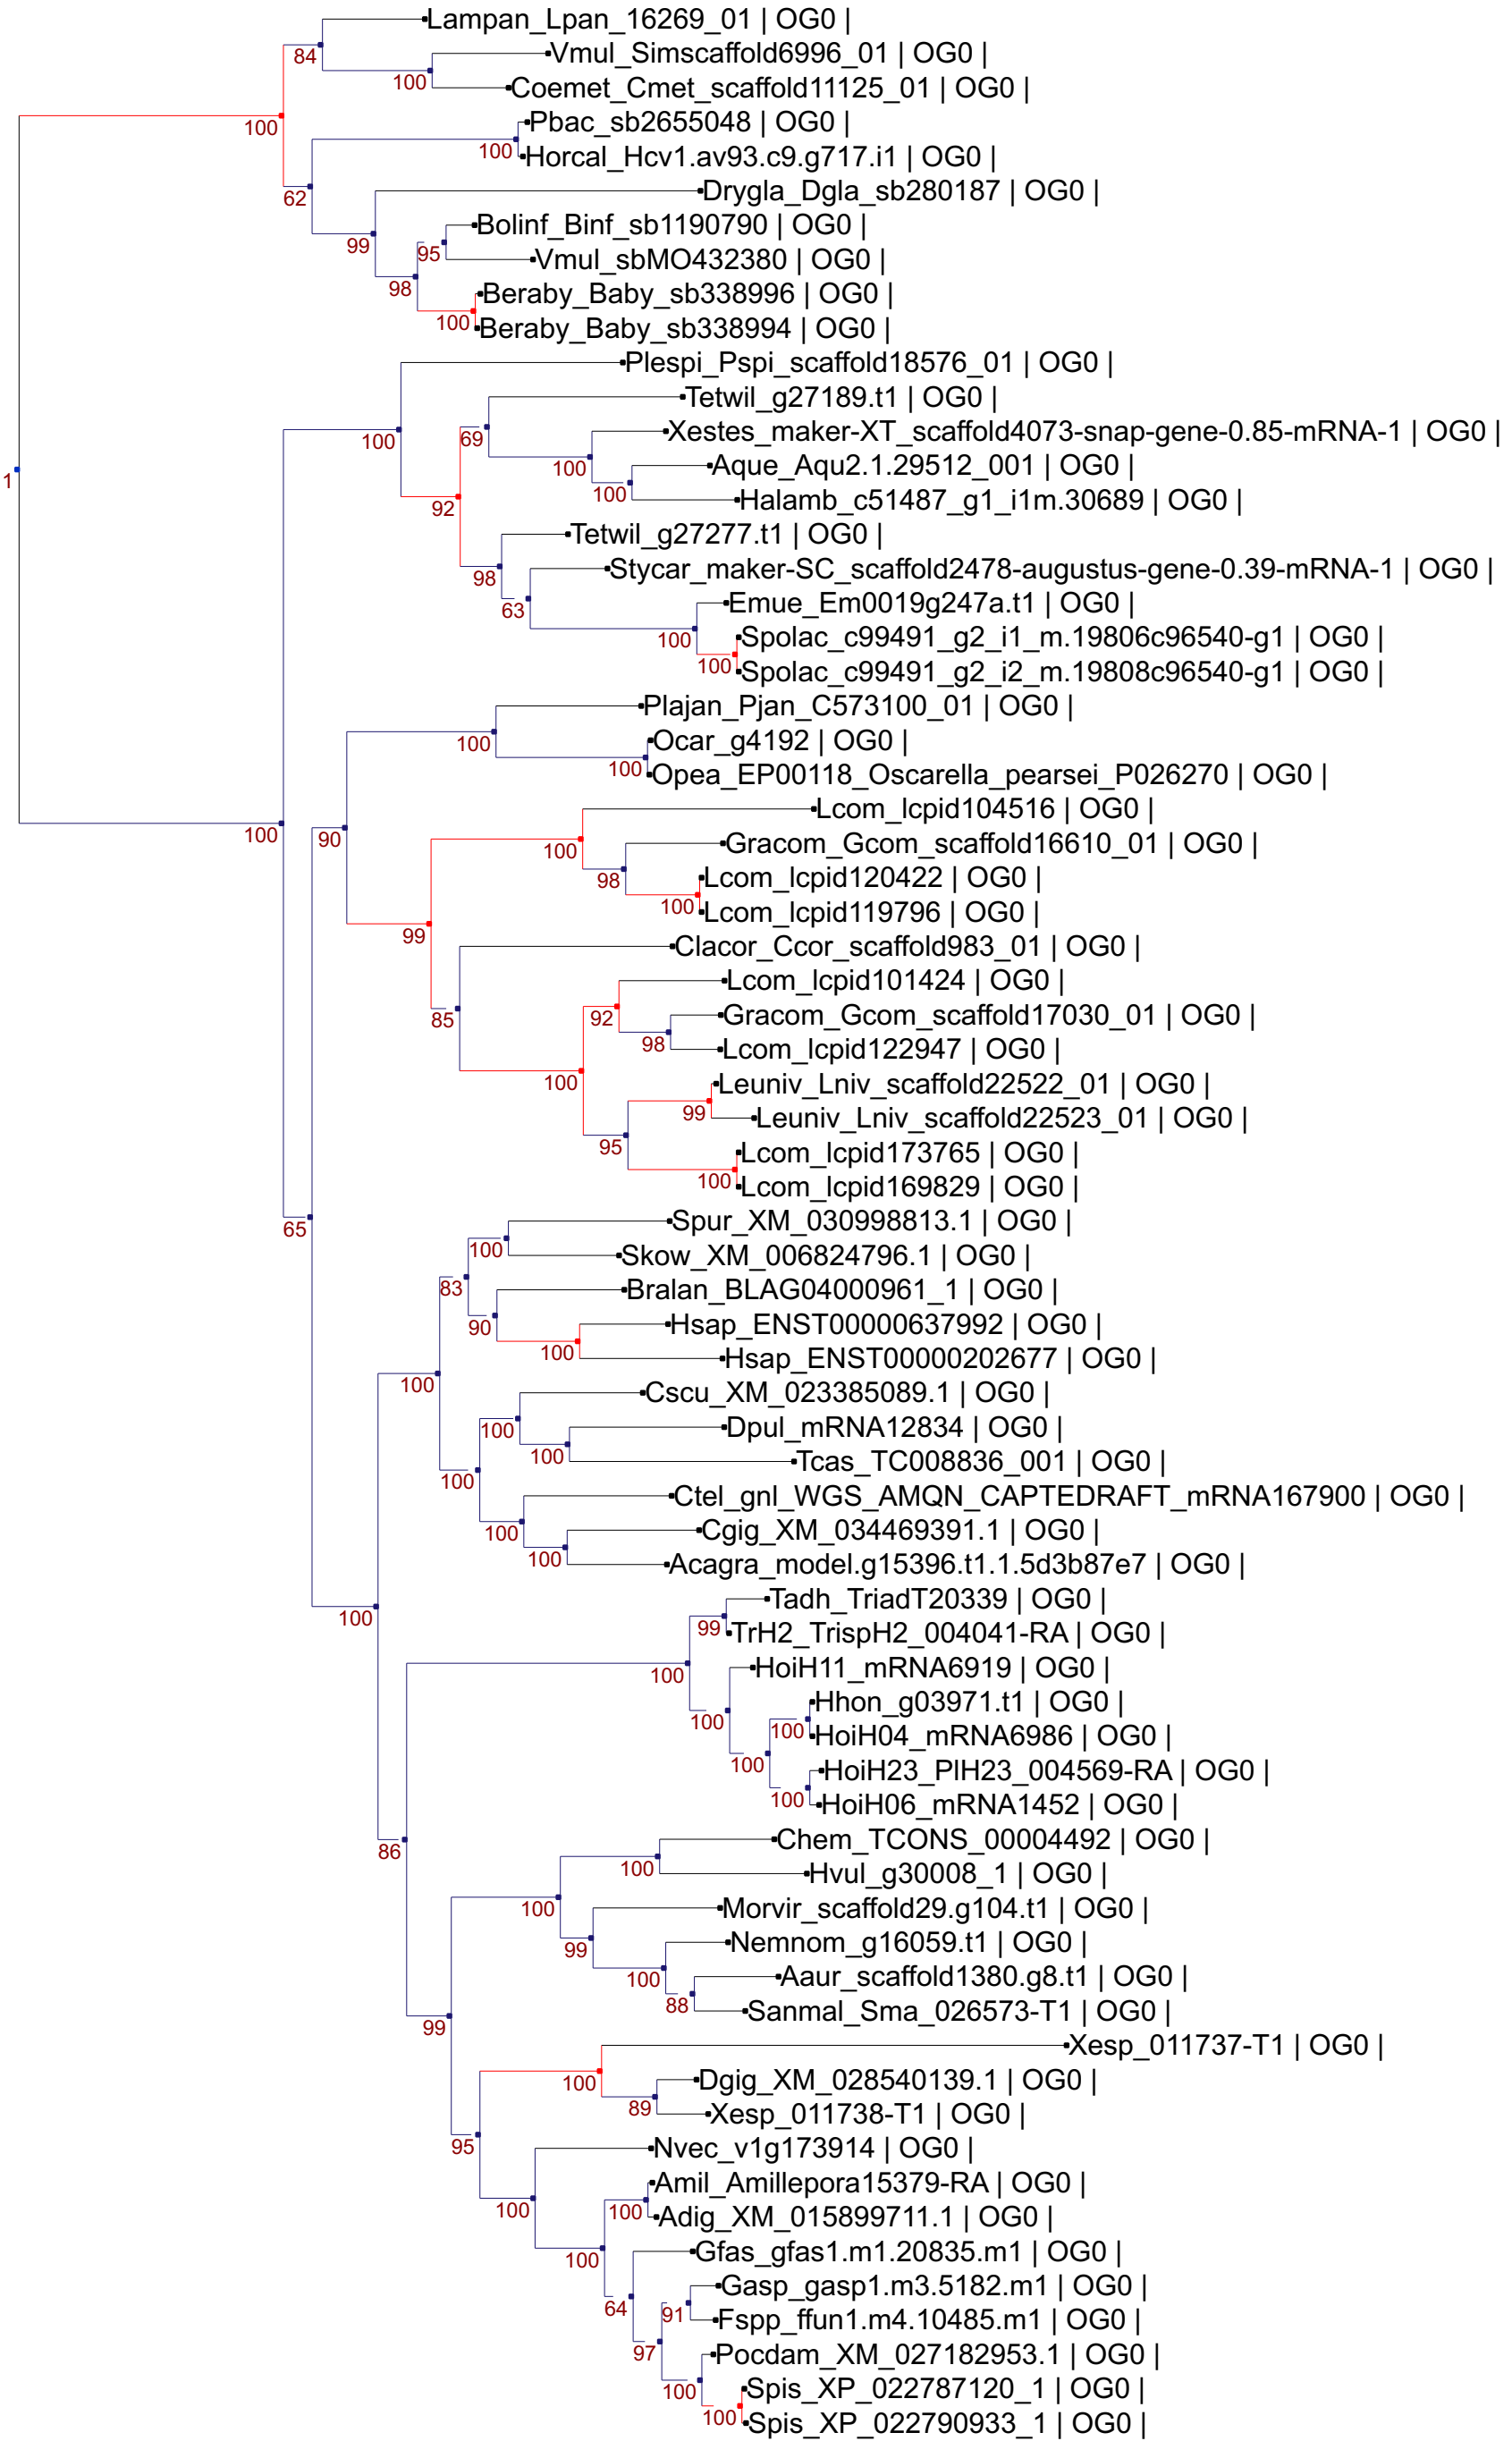 Lampan_Lpan_16269_01 | OG0 |
84
Vmul_Simscaffold6996_01 | OG0 |
100
Coemet_Cmet_scaffold11125_01 | OG0 |
100
Pbac_sb2655048 | OG0 |
100
Horcal_Hcv1.av93.c9.g717.i1 | OG0 |
62
Drygla_Dgla_sb280187 | OG0 |
99
Bolinf_Binf_sb1190790 | OG0 |
95
Vmul_sbMO432380 | OG0 |
98
Beraby_Baby_sb338996 | OG0 |
100
Beraby_Baby_sb338994 | OG0 |
Plespi_Pspi_scaffold18576_01 | OG0 |
100
Tetwil_g27189.t1 | OG0 |
69
Xestes_maker-XT_scaffold4073-snap-gene-0.85-mRNA-1 | OG0 |
100
Aque_Aqu2.1.29512_001 | OG0 |
1
100
Halamb_c51487_g1_i1m.30689 | OG0 |
92
Tetwil_g27277.t1 | OG0 |
98
Stycar_maker-SC_scaffold2478-augustus-gene-0.39-mRNA-1 | OG0 |
63
Emue_Em0019g247a.t1 | OG0 |
100
Spolac_c99491_g2_i1_m.19806c96540-g1 | OG0 |
100
Spolac_c99491_g2_i2_m.19808c96540-g1 | OG0 |
Plajan_Pjan_C573100_01 | OG0 |
100
Ocar_g4192 | OG0 |
100
Opea_EP00118_Oscarella_pearsei_P026270 | OG0 |
Lcom_lcpid104516 | OG0 |
100
90
100
Gracom_Gcom_scaffold16610_01 | OG0 |
98
Lcom_lcpid120422 | OG0 |
100
Lcom_lcpid119796 | OG0 |
99
Clacor_Ccor_scaffold983_01 | OG0 |
Lcom_lcpid101424 | OG0 |
85
92
Gracom_Gcom_scaffold17030_01 | OG0 |
98
Lcom_lcpid122947 | OG0 |
100
Leuniv_Lniv_scaffold22522_01 | OG0 |
99
Leuniv_Lniv_scaffold22523_01 | OG0 |
95
Lcom_lcpid173765 | OG0 |
100
Lcom_lcpid169829 | OG0 |
65
Spur_XM_030998813.1 | OG0 |
100
Skow_XM_006824796.1 | OG0 |
83
Bralan_BLAG04000961_1 | OG0 |
90
Hsap_ENST00000637992 | OG0 |
100
Hsap_ENST00000202677 | OG0 |
100
Cscu_XM_023385089.1 | OG0 |
100
Dpul_mRNA12834 | OG0 |
100
Tcas_TC008836_001 | OG0 |
100
Ctel_gnl_WGS_AMQN_CAPTEDRAFT_mRNA167900 | OG0 |
100
Cgig_XM_034469391.1 | OG0 |
100
Acagra_model.g15396.t1.1.5d3b87e7 | OG0 |
100
Tadh_TriadT20339 | OG0 |
99
TrH2_TrispH2_004041-RA | OG0 |
100
HoiH11_mRNA6919 | OG0 |
100
Hhon_g03971.t1 | OG0 |
100
HoiH04_mRNA6986 | OG0 |
100
HoiH23_PlH23_004569-RA | OG0 |
100
HoiH06_mRNA1452 | OG0 |
86
Chem_TCONS_00004492 | OG0 |
100
Hvul_g30008_1 | OG0 |
100
Morvir_scaffold29.g104.t1 | OG0 |
99
Nemnom_g16059.t1 | OG0 |
100
Aaur_scaffold1380.g8.t1 | OG0 |
88
Sanmal_Sma_026573-T1 | OG0 |
99
Xesp_011737-T1 | OG0 |
100
Dgig_XM_028540139.1 | OG0 |
89
Xesp_011738-T1 | OG0 |
95
Nvec_v1g173914 | OG0 |
100
Amil_Amillepora15379-RA | OG0 |
100
Adig_XM_015899711.1 | OG0 |
100
Gfas_gfas1.m1.20835.m1 | OG0 |
64
Gasp_gasp1.m3.5182.m1 | OG0 |
91
Fspp_ffun1.m4.10485.m1 | OG0 |
97
Pocdam_XM_027182953.1 | OG0 |
100
Spis_XP_022787120_1 | OG0 |
100
Spis_XP_022790933_1 | OG0 |